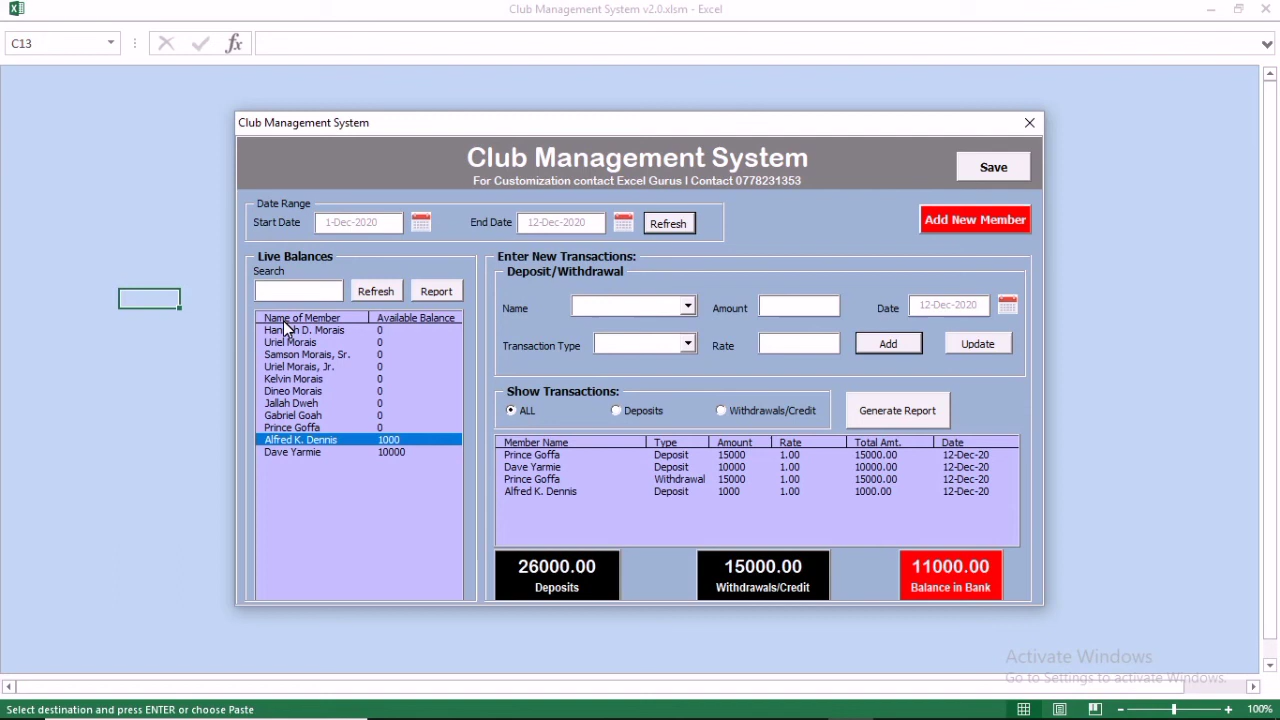 Club Management System v2.0.xlsm - Excel
C13
fx
Club Management System
Club Management System
For Customization contact Excel Gurus I Contact 0778231353
Save
Date Range
Start Date 1-Dec-2020 End Date 12-Dec-2020 Refresh
Add New Member
Live Balances
Search
Refresh Report
Name of Member Available Balance
D. Morais 0
Uriel Morais 0
Samson Morais, Sr. 0
Uriel Morais, Jr. 0
Kelvin Morais 0
Dineo Morais 0
Jallah Dweh 0
Gabriel Goah 0
Prince Goffa 0
Alfred K. Dennis 1000
Dave Yarmie 10000
Enter New Transactions:
Deposit/Withdrawal
Name Amount Date 12-Dec-2020
Transaction Type Rate Add Update
Show Transactions:
ALL Deposits Withdrawals/Credit Generate Report
Member Name Type Amount Rate Total Amt. Date
Prince Goffa Deposit 15000 1.00 15000.00 12-Dec-20
Dave Yarmie Deposit 10000 1.00 10000.00 12-Dec-20
Prince Goffa Withdrawal 15000 1.00 15000.00 12-Dec-20
Alfred K. Dennis Deposit 1000 1.00 1000.00 12-Dec-20
26000.00 15000.00 11000.00
Deposits Withdrawals/Credit Balance in Bank
Activate Windows
Go to Settings to activate Windows.
Select destination and press ENTER or choose Paste
100%